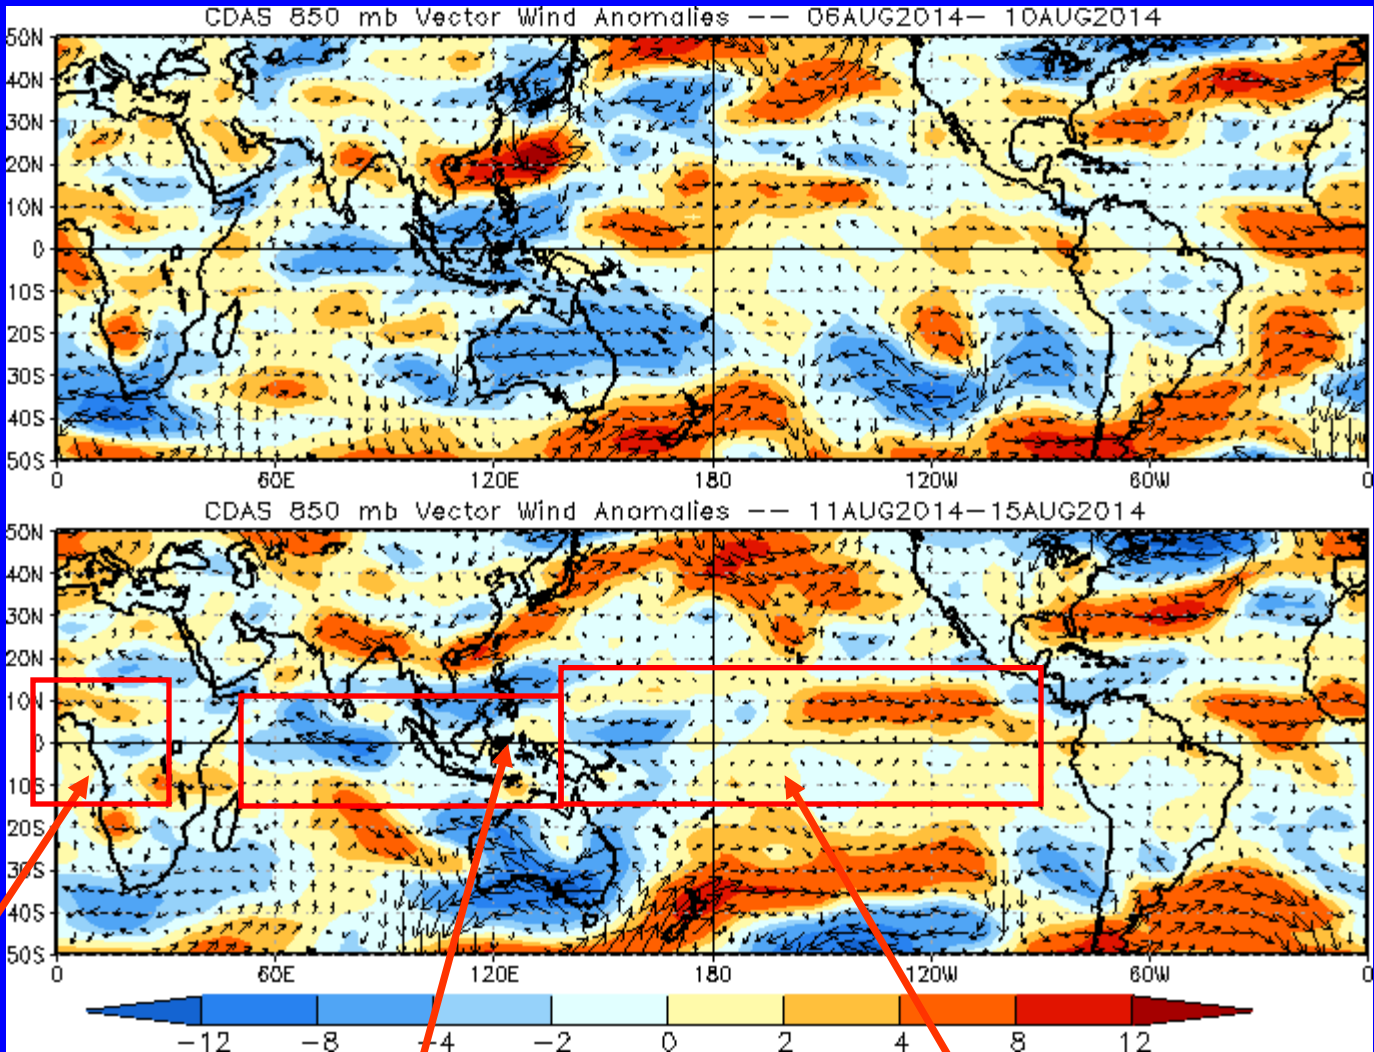 CDAS 850 mb Vector Wind Anomalies –– 06AUG2014– 10AUG2014
50N
40N
30N
20N
10N
0
10S
20S
30S
40S
50S
0 60E 120E 180 120W 60W 0
CDAS 850 mb Vector Wind Anomalies –– 11AUG2014–15AUG2014
50N
40N
30N
20N
10N
0
10S
20S
30S
40S
50S
0 60E 120E 180 120W 60W 0
−12 −8 −4 −2 0 2 4 8 12